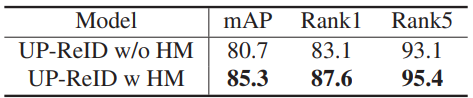 Model mAP Rank1 Rank5
UP-ReID w/o HM 80.7 83.1 93.1
UP-ReID w HM 85.3 87.6 95.4